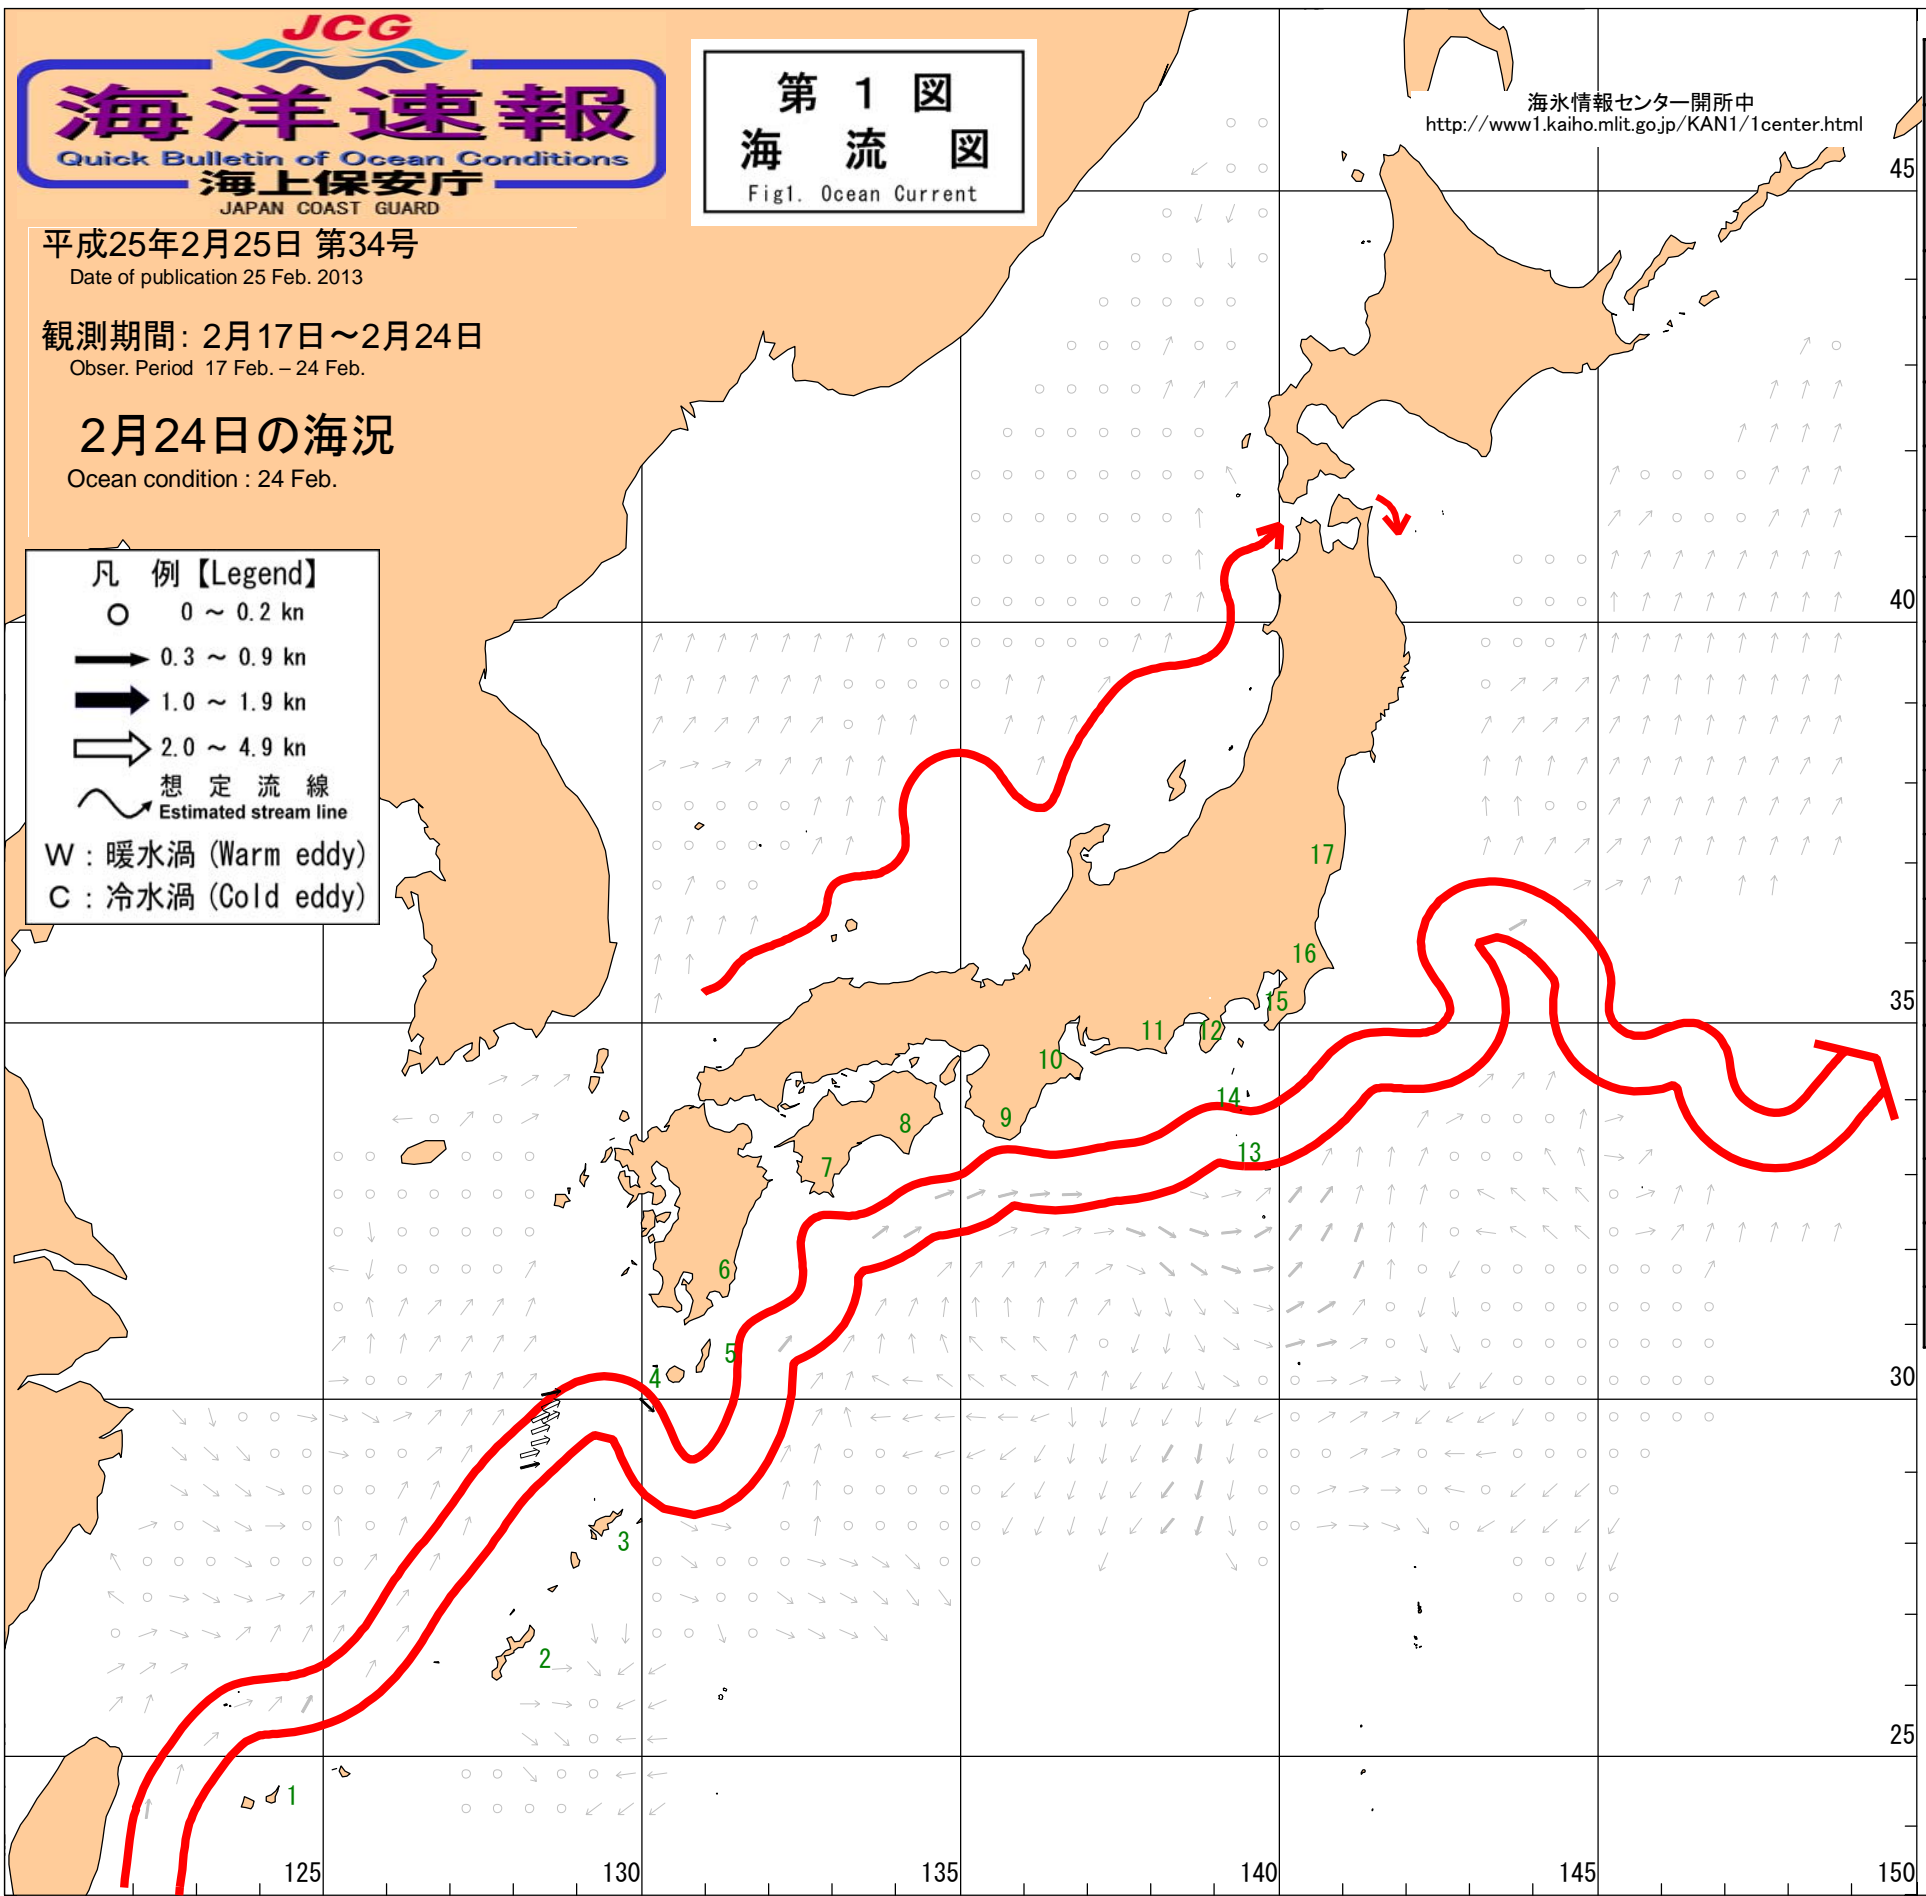 JCG
海洋速報
Quick Bulletin of Ocean Conditions
海上保安庁
JAPAN COAST GUARD
第 1 図
海 流 図
Fig1. Ocean Current
海氷情報センター開所中
http://www1.kaiho.mlit.go.jp/KAN1/1center.html
平成25年2月25日 第34号
Date of publication 25 Feb. 2013
観測期間: 2月17日～2月24日
Obser. Period 17 Feb. – 24 Feb.
2月24日の海況
Ocean condition : 24 Feb.
凡 例【Legend】
0 ～ 0.2 kn
0.3 ～ 0.9 kn
1.0 ～ 1.9 kn
2.0 ～ 4.9 kn
想 定 流 線
Estimated stream line
W : 暖水渦 (Warm eddy)
C : 冷水渦 (Cold eddy)
45
40
35
30
25
17
16
15
12
11
10
14
9
8
13
7
6
5
4
3
2
1
125
130
135
140
145
150